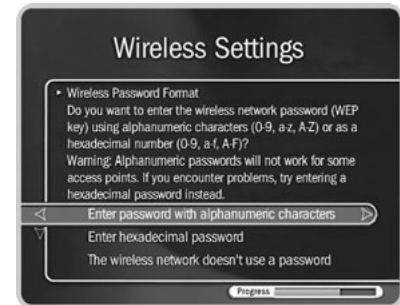 Wireless Settings
Wireless Password Format
Do you want to enter the wireless network password (WEP
key) using alphanumeric characters (0-9, a-z, A-Z) or as a
hexadecimal number (0-9, a-f, A-F)?
Warning: Alphanumeric passwords will not work for some
access points. If you encounter problems, try entering a
hexadecimal password instead.
Enter password with alphanumeric characters
Enter hexadecimal password
The wireless network doesn't use a password
Progress